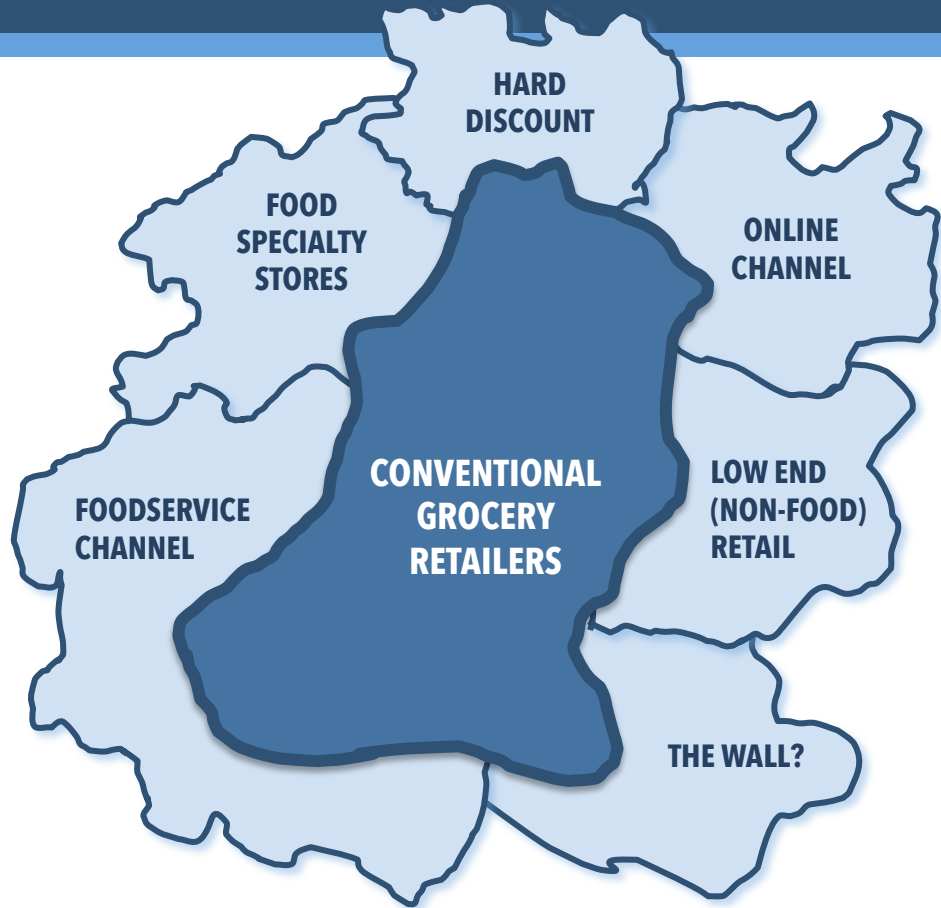 HARD
DISCOUNT
FOOD
SPECIALTY
STORES
ONLINE
CHANNEL
CONVENTIONAL
GROCERY
RETAILERS
LOW END
(NON-FOOD)
RETAIL
FOODSERVICE
CHANNEL
THE WALL?